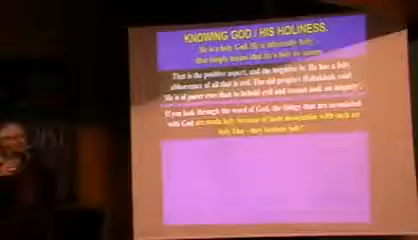 KNOWING GOD / HIS HOLINESS.
He is a holy God. He is inherently holy -
that simply means that he's holy by nature.
That is the positive aspect, and the negative is: He has a holy
abhorrence of all that is evil. The old prophet Habakkuk said
'He is of purer eyes than to behold evil and cannot look on iniquity'.
If you look through the word of God, the things that are associated
with God are made holy because of their association with such an
holy One - they become holy!